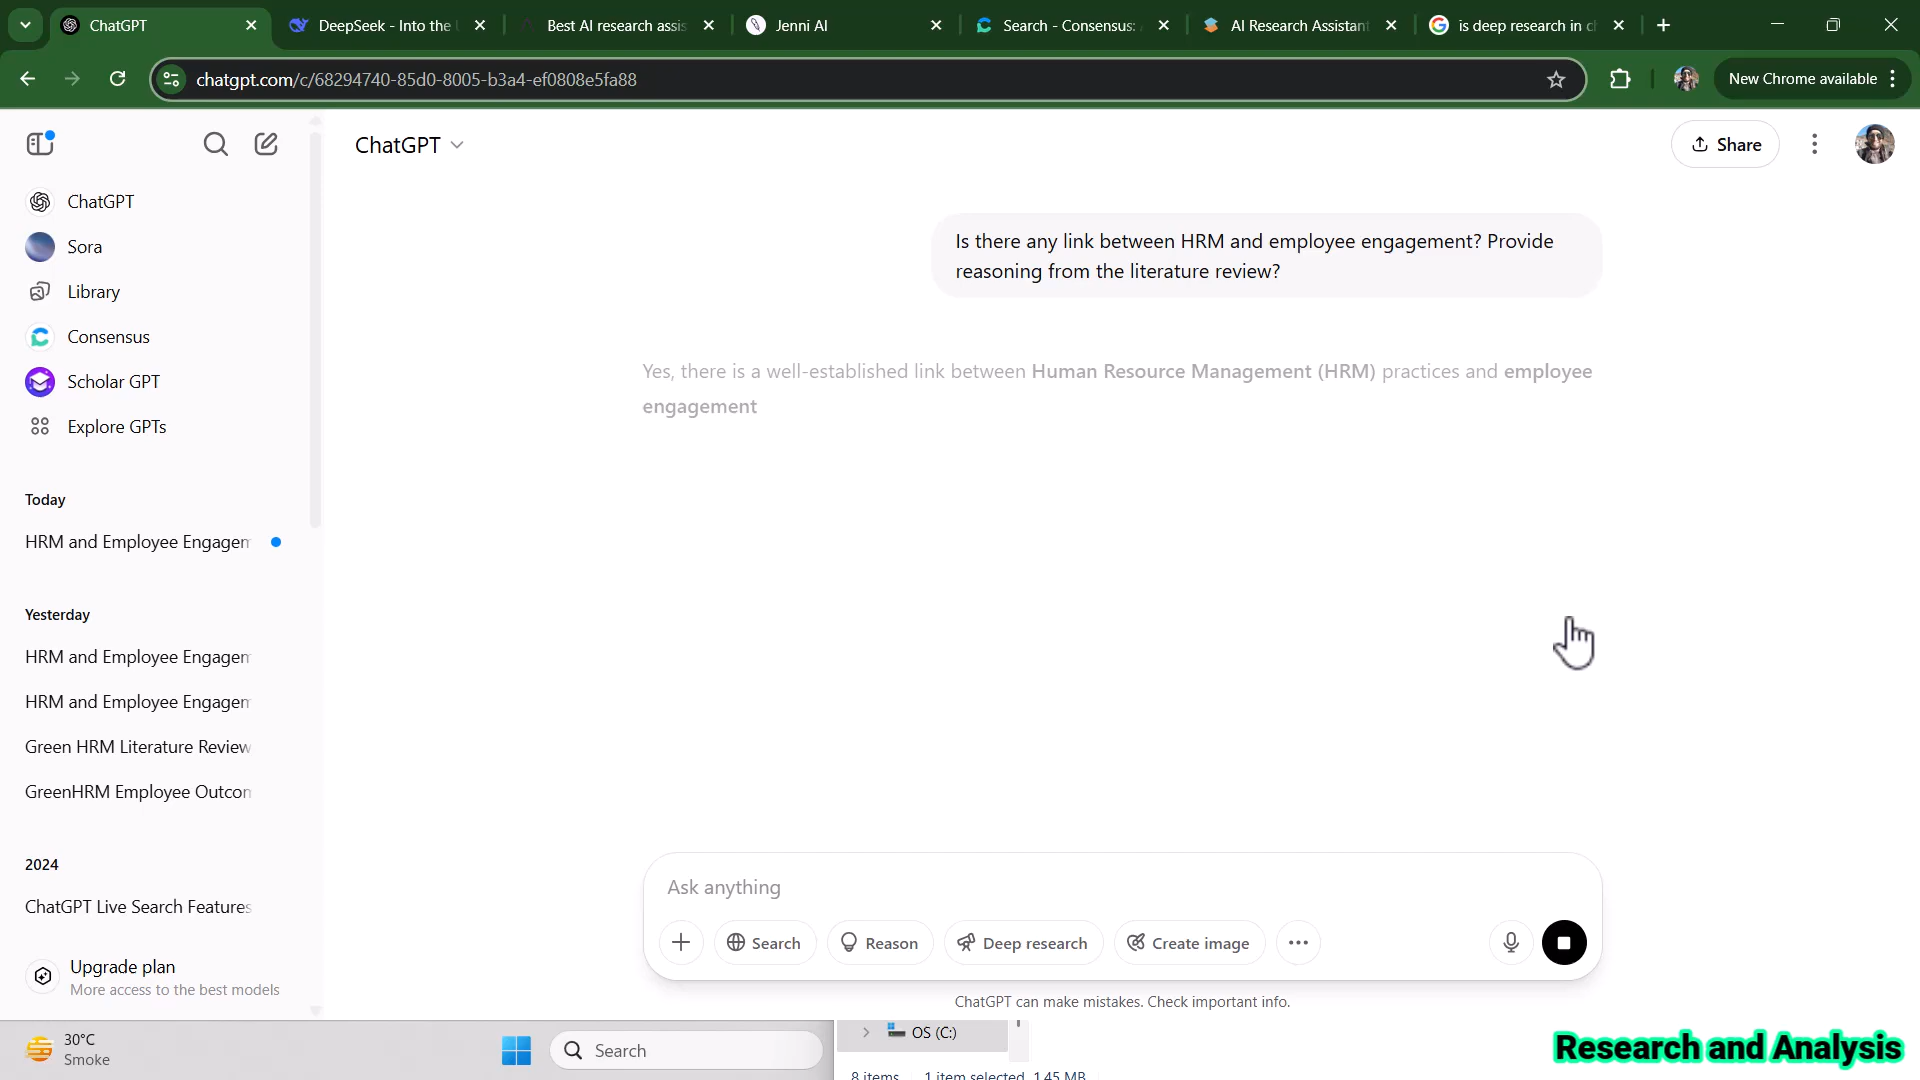 ChatGPT
DeepSeek - Into the
Best AI research assis
Jenni AI
Search - Consensus:
AI Research Assistant
is deep research in c
chatgpt.com/c/68294740-85d0-8005-b3a4-ef0808e5fa88
New Chrome available
ChatGPT
Share
ChatGPT
Sora
Library
Consensus
Scholar GPT
Explore GPTs
Today
HRM and Employee Engagem
Yesterday
HRM and Employee Engagem
HRM and Employee Engagem
Green HRM Literature Review
GreenHRM Employee Outcon
2024
ChatGPT Live Search Features
Upgrade plan
More access to the best models
Is there any link between HRM and employee engagement? Provide
reasoning from the literature review?
Yes, there is a well-established link between Human Resource Management (HRM) practices and employee
engagement
Ask anything
Search
Reason
Deep research
Create image
ChatGPT can make mistakes. Check important info.
30°C
Smoke
Search
OS (C:)
8 items
1 item selected 1.45 MB
Research and Analysis